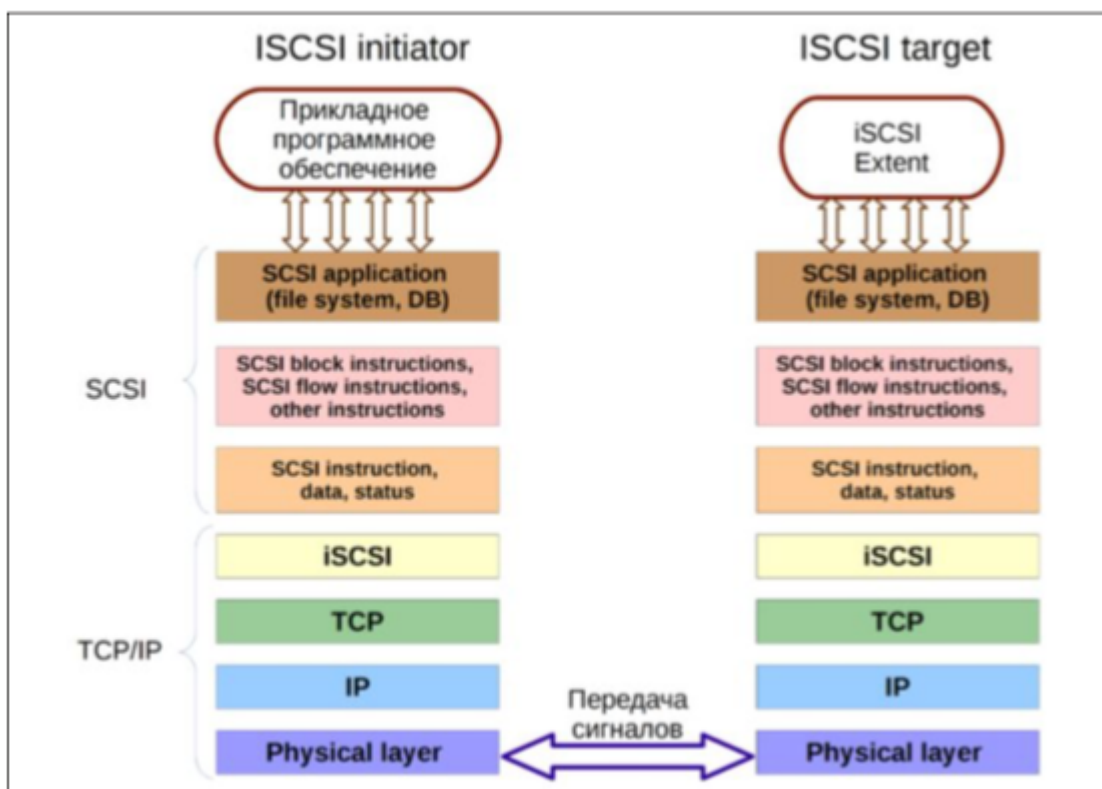 ISCSI initiator
Прикладное
программное
обеспечение
SCSI application
(file system, DB)
SCSI block instructions,
SCSI flow instructions,
other instructions
SCSI instruction,
data, status
iSCSI
TCP
IP
Physical layer
SCSI
TCP/IP
Передача
сигналов
ISCSI target
iSCSI
Extent
SCSI application
(file system, DB)
SCSI block instructions,
SCSI flow instructions,
other instructions
SCSI instruction,
data, status
iSCSI
TCP
IP
Physical layer